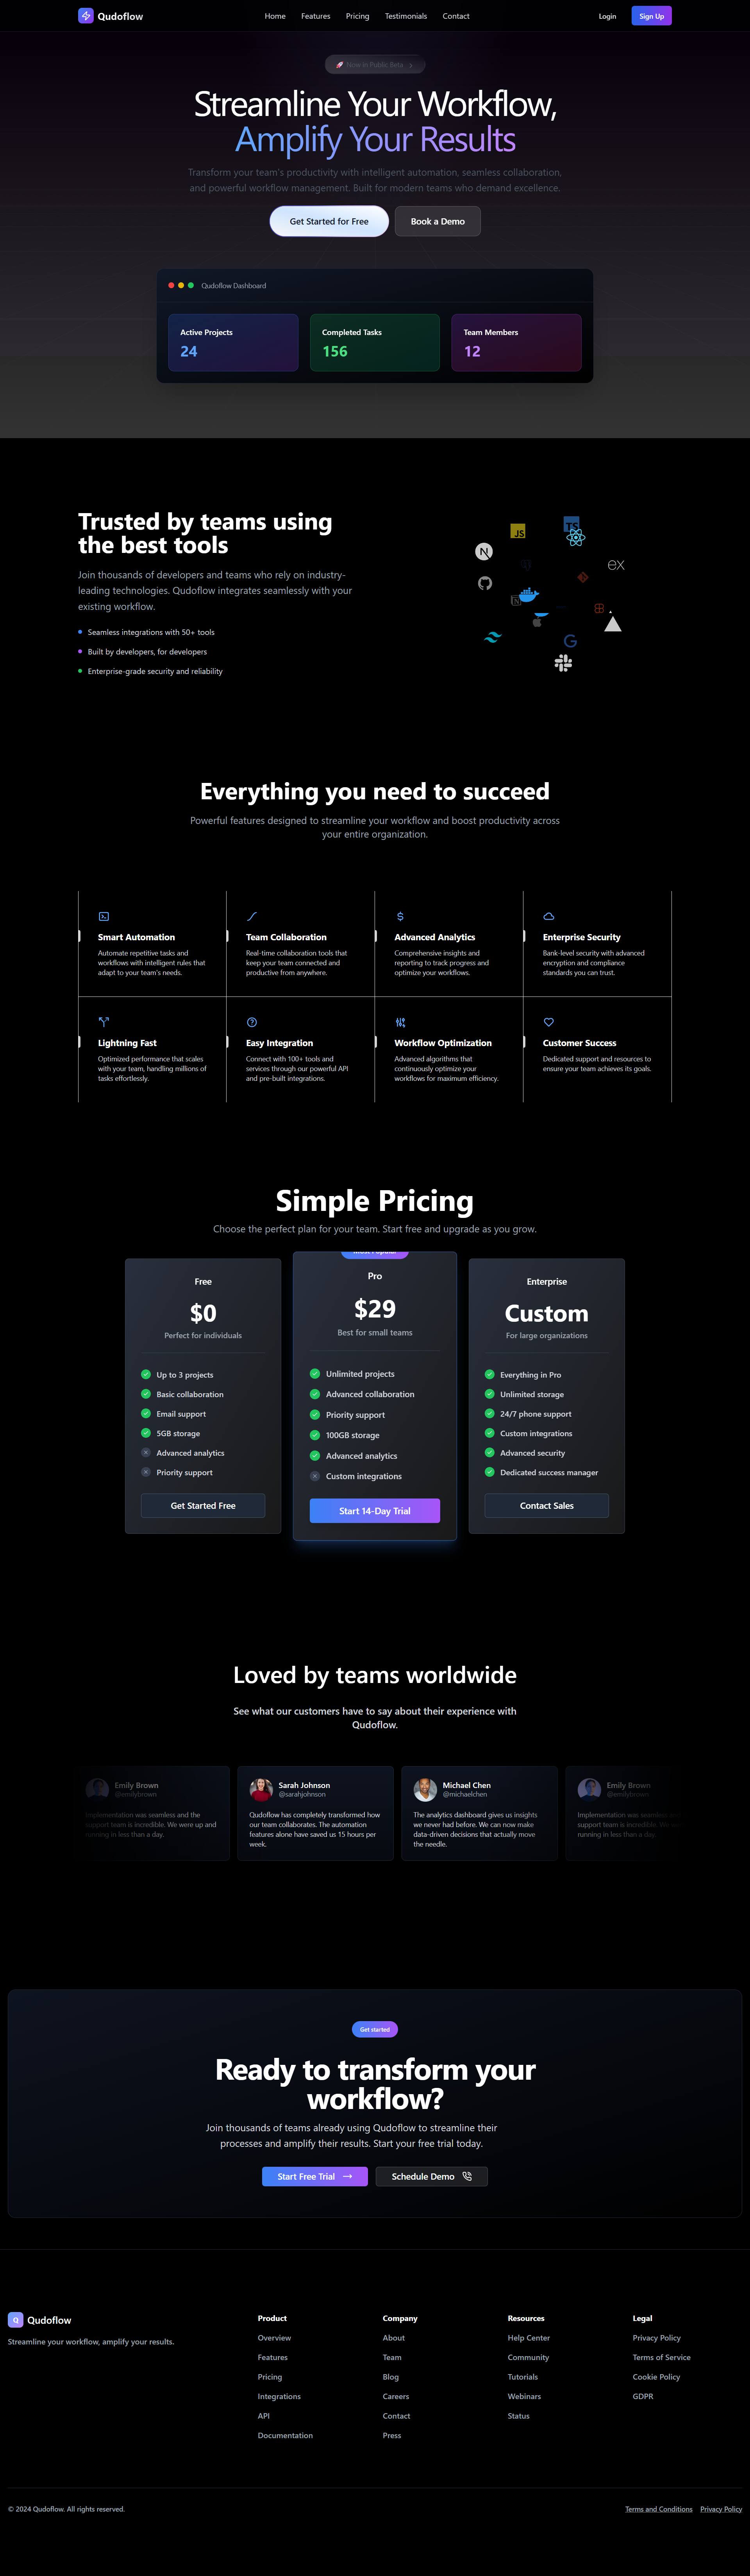 Qudoflow
Home Features Pricing Testimonials Contact
Login Sign Up
🚀 Now in Public Beta ›
Streamline Your Workflow,
Amplify Your Results
Transform your team's productivity with intelligent automation, seamless collaboration,
and powerful workflow management. Built for modern teams who demand excellence.
Get Started for Free Book a Demo
Qudoflow Dashboard
Active Projects
24
Completed Tasks
156
Team Members
12
Trusted by teams using
the best tools
Join thousands of developers and teams who rely on industry-
leading technologies. Qudoflow integrates seamlessly with your
existing workflow.
Seamless integrations with 50+ tools
Built by developers, for developers
Enterprise-grade security and reliability
JS
TS
N
ex
G
Everything you need to succeed
Powerful features designed to streamline your workflow and boost productivity across
your entire organization.
Smart Automation
Automate repetitive tasks and
workflows with intelligent rules that
adapt to your team's needs.
Team Collaboration
Real-time collaboration tools that
keep your team connected and
productive from anywhere.
Advanced Analytics
Comprehensive insights and
reporting to track progress and
optimize your workflows.
Enterprise Security
Bank-level security with advanced
encryption and compliance
standards you can trust.
Lightning Fast
Optimized performance that scales
with your team, handling millions of
tasks effortlessly.
Easy Integration
Connect with 100+ tools and
services through our powerful API
and pre-built integrations.
Workflow Optimization
Advanced algorithms that
continuously optimize your
workflows for maximum efficiency.
Customer Success
Dedicated support and resources to
ensure your team achieves its goals.
Simple Pricing
Choose the perfect plan for your team. Start free and upgrade as you grow.
Free
$0
Perfect for individuals
Up to 3 projects
Basic collaboration
Email support
5GB storage
Advanced analytics
Priority support
Get Started Free
Most Popular
Pro
$29
Best for small teams
Unlimited projects
Advanced collaboration
Priority support
100GB storage
Advanced analytics
Custom integrations
Start 14-Day Trial
Enterprise
Custom
For large organizations
Everything in Pro
Unlimited storage
24/7 phone support
Custom integrations
Advanced security
Dedicated success manager
Contact Sales
Loved by teams worldwide
See what our customers have to say about their experience with
Qudoflow.
Emily Brown
@emilybrown
Implementation was seamless and the
support team is incredible. We were up and
running in less than a day.
Sarah Johnson
@sarahjohnson
Qudoflow has completely transformed how
our team collaborates. The automation
features alone have saved us 15 hours per
week.
Michael Chen
@michaelchen
The analytics dashboard gives us insights
we never had before. We can now make
data-driven decisions that actually move
the needle.
Emily Brown
@emilybrown
Implementation was seamless
support team is incredible. We
running in less than a day.
Get started
Ready to transform your
workflow?
Join thousands of teams already using Qudoflow to streamline their
processes and amplify their results. Start your free trial today.
Start Free Trial → Schedule Demo
Q Qudoflow
Streamline your workflow, amplify your results.
Product
Overview
Features
Pricing
Integrations
API
Documentation
Company
About
Team
Blog
Careers
Contact
Press
Resources
Help Center
Community
Tutorials
Webinars
Status
Legal
Privacy Policy
Terms of Service
Cookie Policy
GDPR
© 2024 Qudoflow. All rights reserved.
Terms and Conditions Privacy Policy